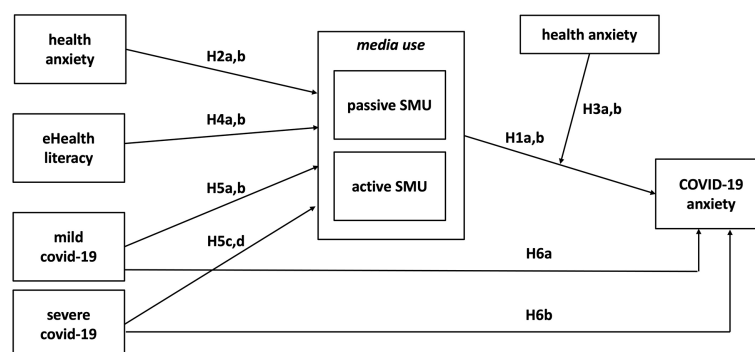 health
anxiety
H2a,b
eHealth
literacy
H4a,b
mild
covid-19
H5a,b
severe
covid-19
H5c,d
media use
passive SMU
active SMU
health anxiety
H3a,b
H1a,b
COVID-19
anxiety
H6a
H6b